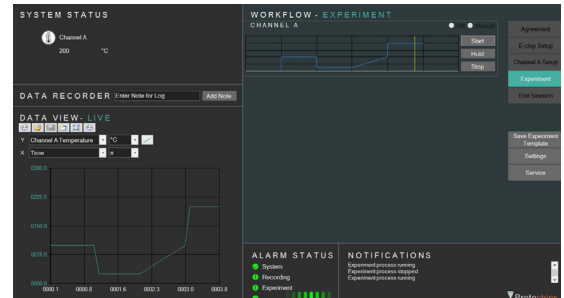 SYSTEM STATUS
Channel A
200 °C
DATA RECORDER Enter Note for Log Add Note
DATA VIEW- LIVE
Y Channel A Temperature °C
X Time s
0300.0
0225.0
0150.0
0075.0
0000.0
0000.1 0000.8 0001.6 0002.3 0003.0 0003.8
WORKFLOW- EXPERIMENT
CHANNEL A Manual
Start
Hold
Stop
ALARM STATUS
System
Recording
Experiment
NOTIFICATIONS
Experiment process running
Experiment process stopped
Experiment process running
Agreement
E-chip Setup
Channel A Setup
Experiment
End Session
Save Experiment
Template
Settings
Service
Protochips